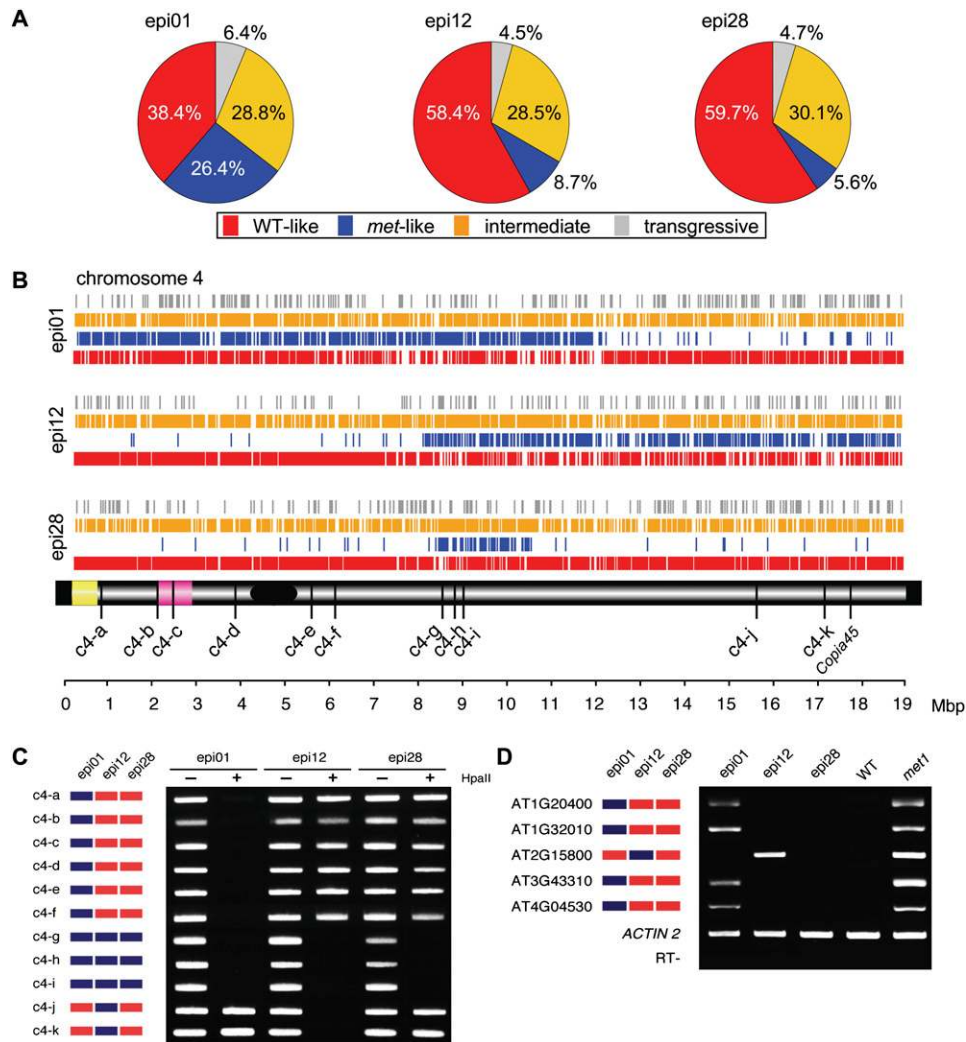 A
epi01
epi12
epi28
6.4%
38.4%
28.8%
26.4%
4.5%
58.4%
28.5%
8.7%
4.7%
59.7%
30.1%
5.6%
WT-like
met-like
intermediate
transgressive
B
chromosome 4
epi01
epi12
epi28
c4-a
c4-b
c4-c
c4-d
c4-e
c4-f
c4-g
c4-h
c4-i
c4-j
c4-k
Copia45
0 1 2 3 4 5 6 7 8 9 10 11 12 13 14 15 16 17 18 19 Mbp
C
epi01 epi12 epi28
epi01 epi12 epi28
– + – + – + HpaII
c4-a
c4-b
c4-c
c4-d
c4-e
c4-f
c4-g
c4-h
c4-i
c4-j
c4-k
D
epi01 epi12 epi28
epi01 epi12 epi28 WT met1
AT1G20400
AT1G32010
AT2G15800
AT3G43310
AT4G04530
ACTIN 2
RT-